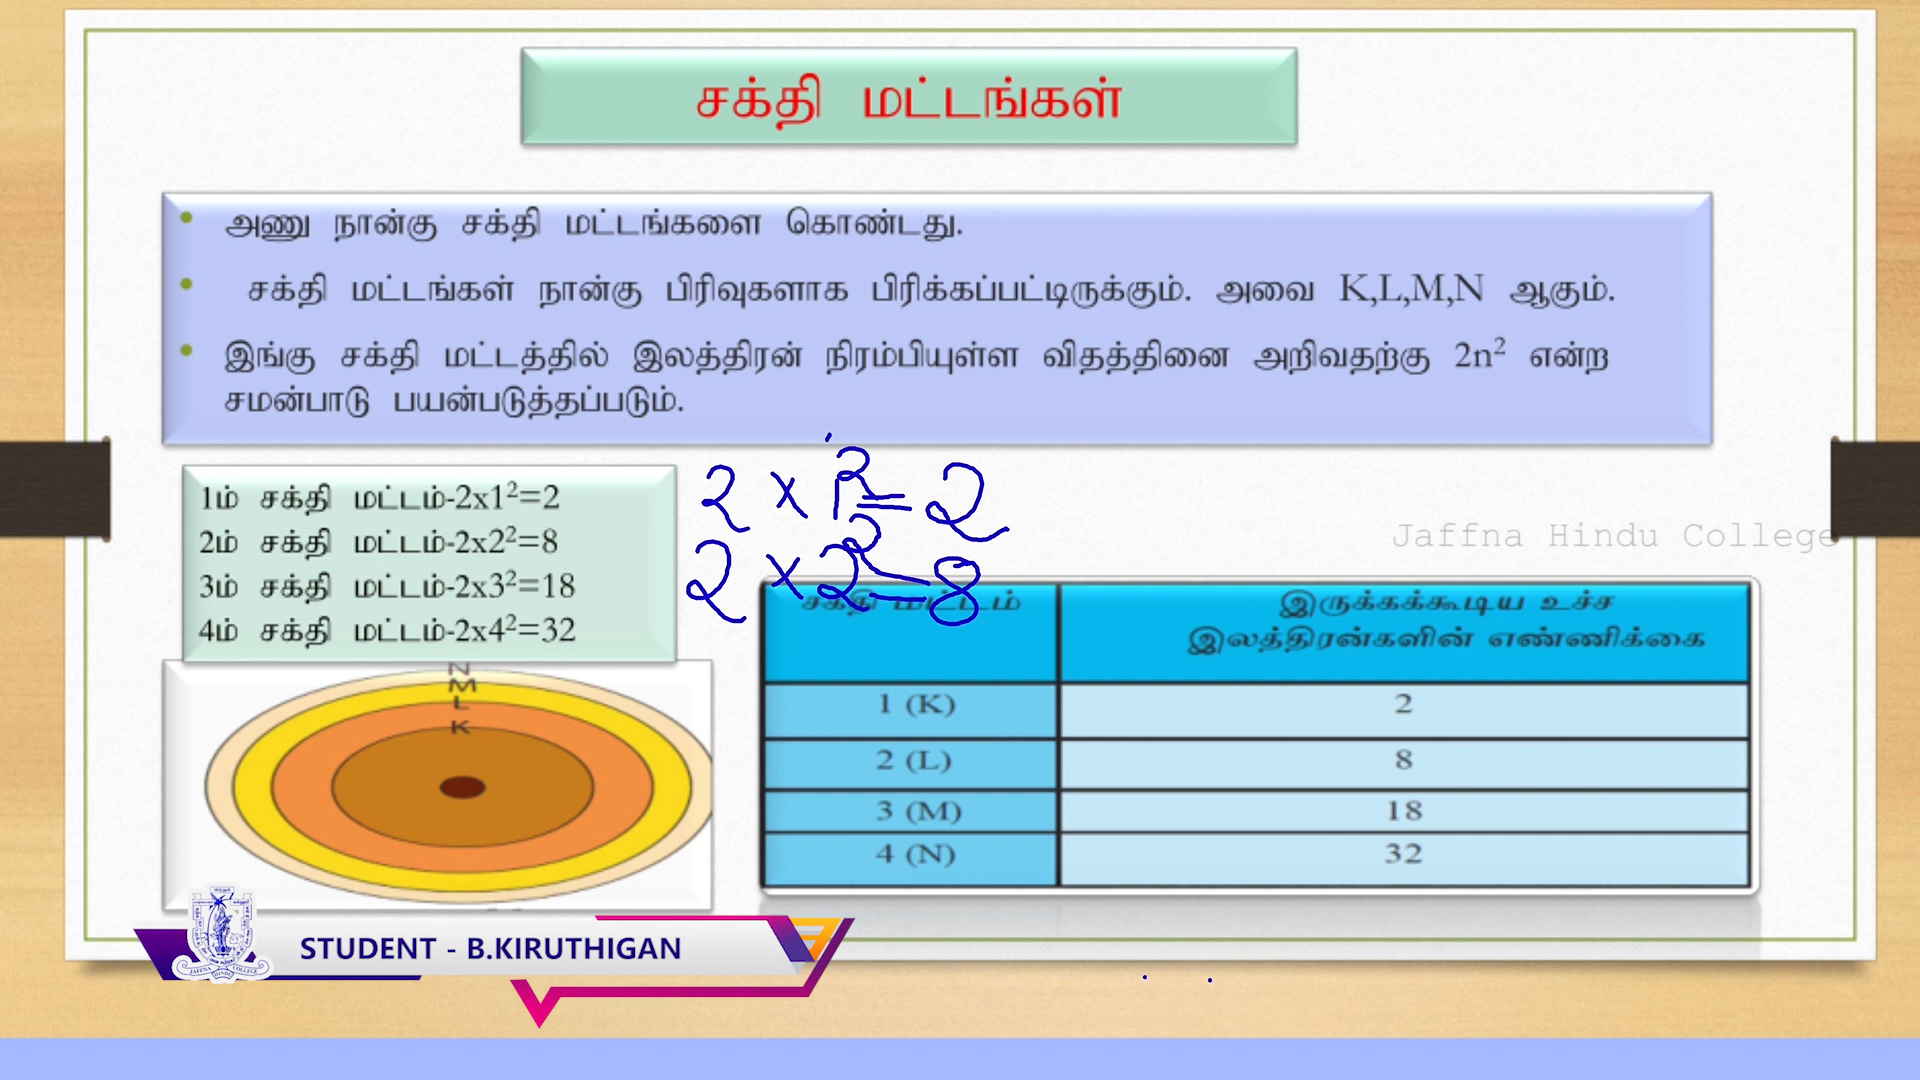 சக்தி மட்டங்கள்
• அணு நான்கு சக்தி மட்டங்களை கொண்டது.
• சக்தி மட்டங்கள் நான்கு பிரிவுகளாக பிரிக்கப்பட்டிருக்கும். அவை K,L,M,N ஆகும்.
• இங்கு சக்தி மட்டத்தில் இலத்திரன் நிரம்பியுள்ள விதத்தினை அறிவதற்கு 2n² என்ற
சமன்பாடு பயன்படுத்தப்படும்.
1ம் சக்தி மட்டம்-2x1²=2
2ம் சக்தி மட்டம்-2x2²=8
3ம் சக்தி மட்டம்-2x3²=18
4ம் சக்தி மட்டம்-2x4²=32
2 x 1² = 2
2 x 2² = 8
Jaffna Hindu College
N
M
L
K
சக்தி மட்டம் இருக்கக்கூடிய உச்ச
இலத்திரன்களின் எண்ணிக்கை
1 (K) 2
2 (L) 8
3 (M) 18
4 (N) 32
STUDENT - B.KIRUTHIGAN